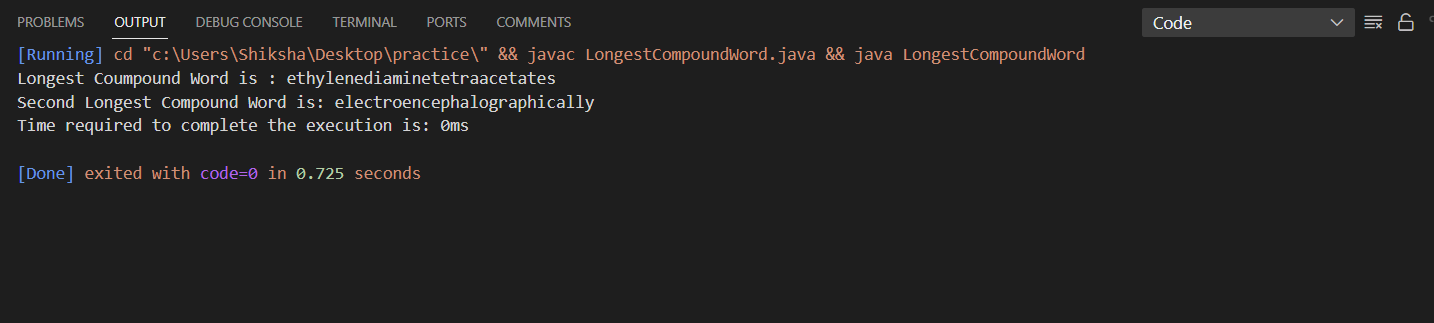 PROBLEMS OUTPUT DEBUG CONSOLE TERMINAL PORTS COMMENTS Code
[Running] cd "c:\Users\Shiksha\Desktop\practice\" && javac LongestCompoundWord.java && java LongestCompoundWord
Longest Coumpound Word is : ethylenediaminetetraacetates
Second Longest Compound Word is: electroencephalographically
Time required to complete the execution is: 0ms
[Done] exited with code=0 in 0.725 seconds